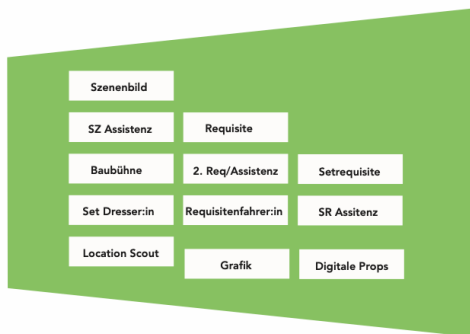 Szenenbild
SZ Assistenz
Requisite
Baubühne
2. Req/Assistenz
Setrequisite
Set Dresser:in
Requisitenfahrer:in
SR Assitenz
Location Scout
Grafik
Digitale Props